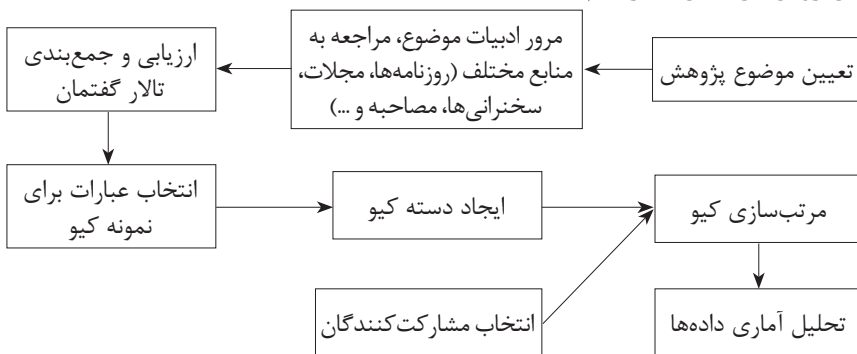 تعیین موضوع پژوهش
مرور ادبیات موضوع، مراجعه به
منابع مختلف (روزنامه‌ها، مجلات،
سخنرانی‌ها، مصاحبه و ...)
ارزیابی و جمع‌بندی
تالار گفتمان
انتخاب عبارات برای
نمونه کیو
ایجاد دسته کیو
مرتب‌سازی کیو
انتخاب مشارکت‌کنندگان
تحلیل آماری داده‌ها